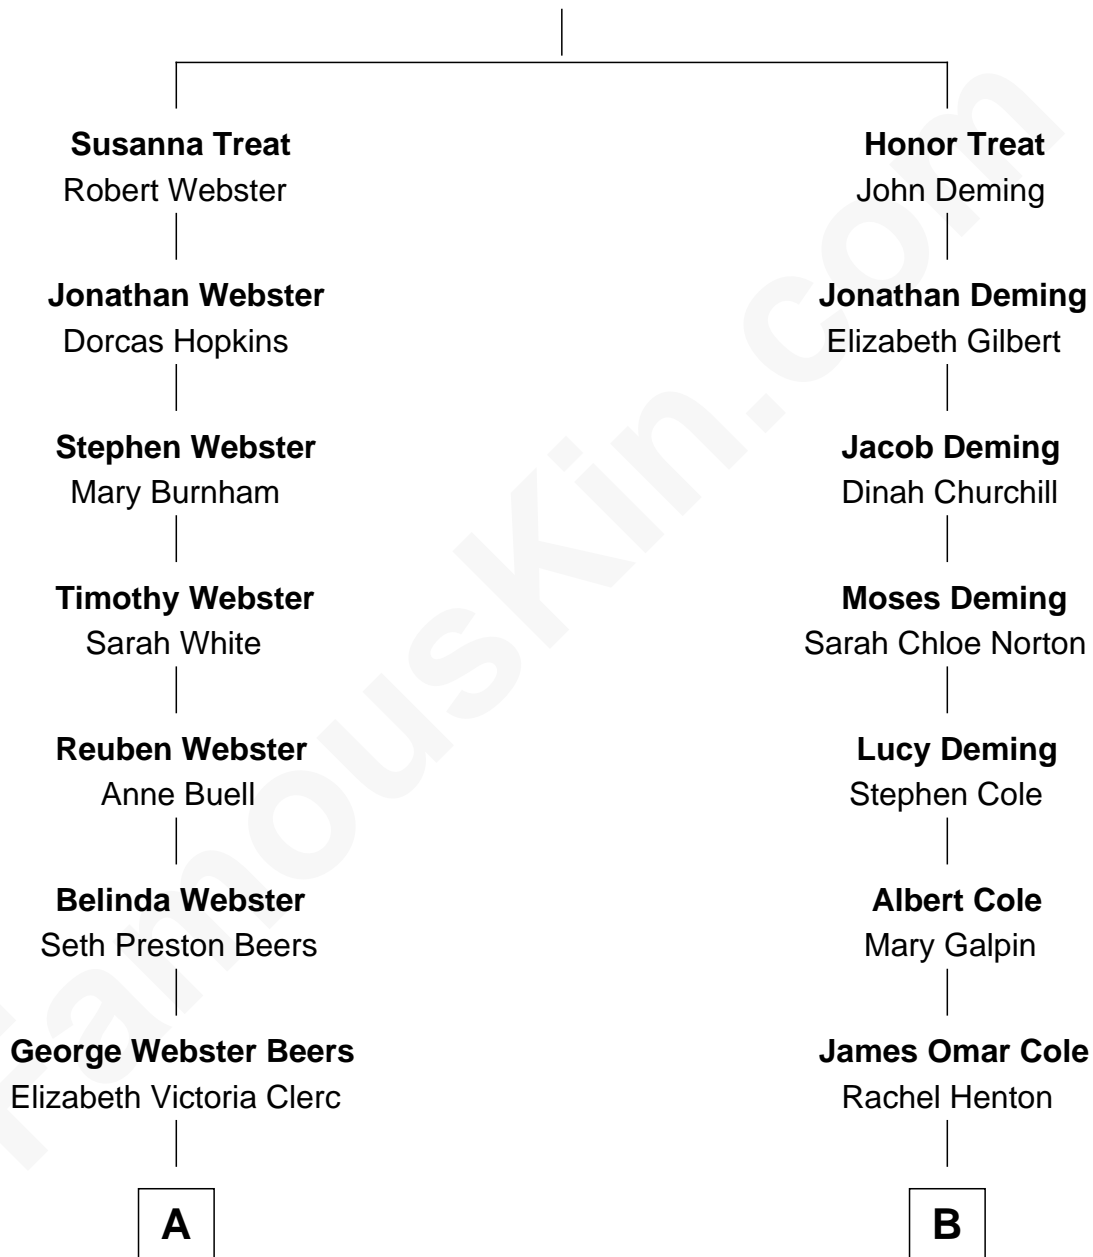 Susanna Treat
Robert Webster
Honor Treat
John Deming
Jonathan Webster
Dorcas Hopkins
Jonathan Deming
Elizabeth Gilbert
Stephen Webster
Mary Burnham
Jacob Deming
Dinah Churchill
Timothy Webster
Sarah White
Moses Deming
Sarah Chloe Norton
Reuben Webster
Anne Buell
Lucy Deming
Stephen Cole
Belinda Webster
Seth Preston Beers
Albert Cole
Mary Galpin
George Webster Beers
Elizabeth Victoria Clerc
James Omar Cole
Rachel Henton
A
B
FamousKin.com